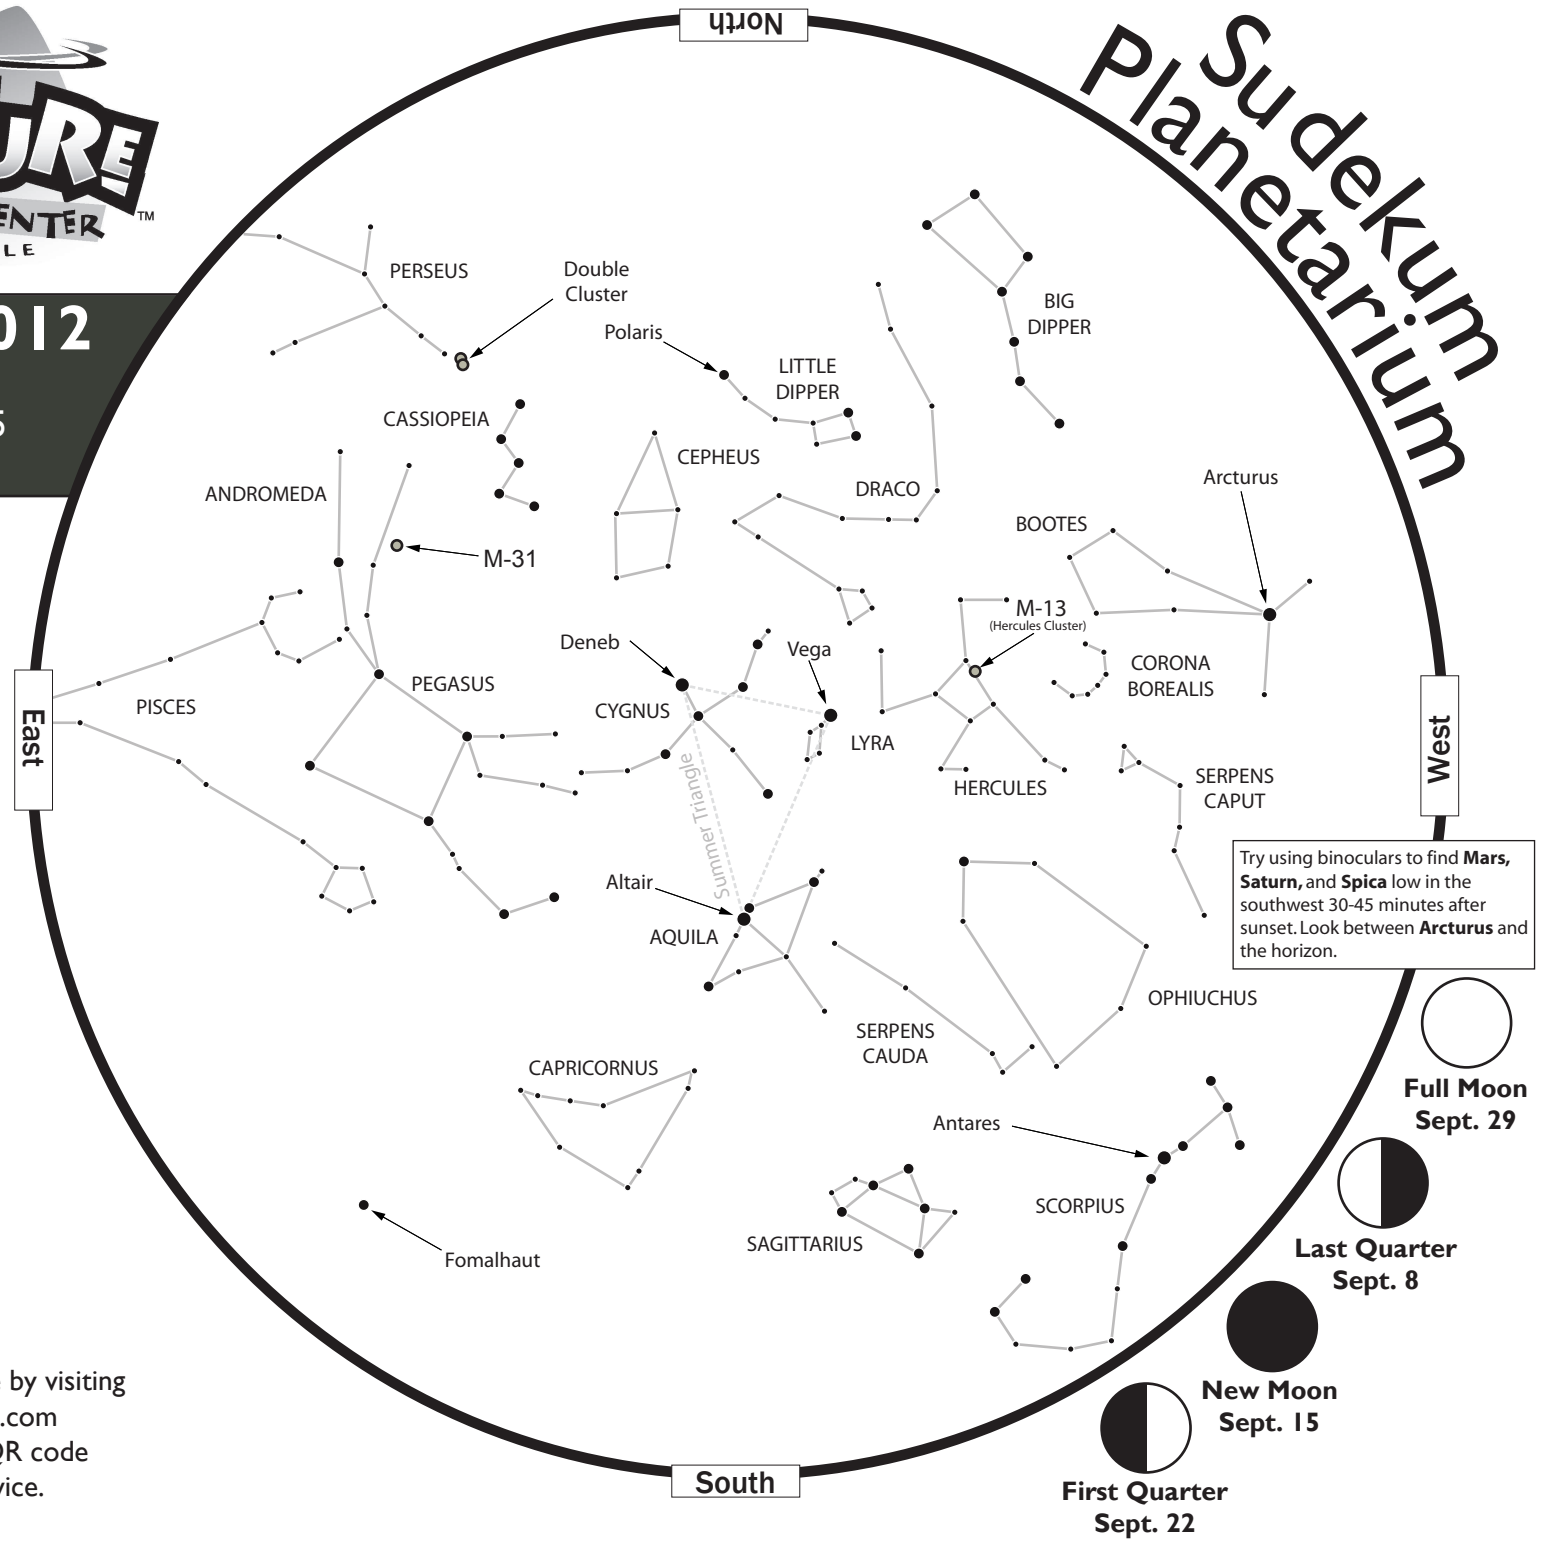 North
Sudekum
Planetarium
URE
ENTER
LE
TM
012
5
PERSEUS
Double
Cluster
Polaris
LITTLE
DIPPER
BIG
DIPPER
CASSIOPEIA
CEPHEUS
ANDROMEDA
DRACO
Arcturus
BOOTES
M-31
M-13
(Hercules Cluster)
Deneb
Vega
CORONA
BOREALIS
PEGASUS
PISCES
CYGNUS
LYRA
East
West
Summer Triangle
HERCULES
SERPENS
CAPUT
Try using binoculars to find Mars,
Saturn, and Spica low in the
southwest 30-45 minutes after
sunset. Look between Arcturus and
the horizon.
Altair
AQUILA
OPHIUCHUS
SERPENS
CAUDA
CAPRICORNUS
Full Moon
Sept. 29
Antares
SCORPIUS
SAGITTARIUS
Fomalhaut
Last Quarter
Sept. 8
New Moon
Sept. 15
First Quarter
Sept. 22
South
by visiting
.com
QR code
vice.